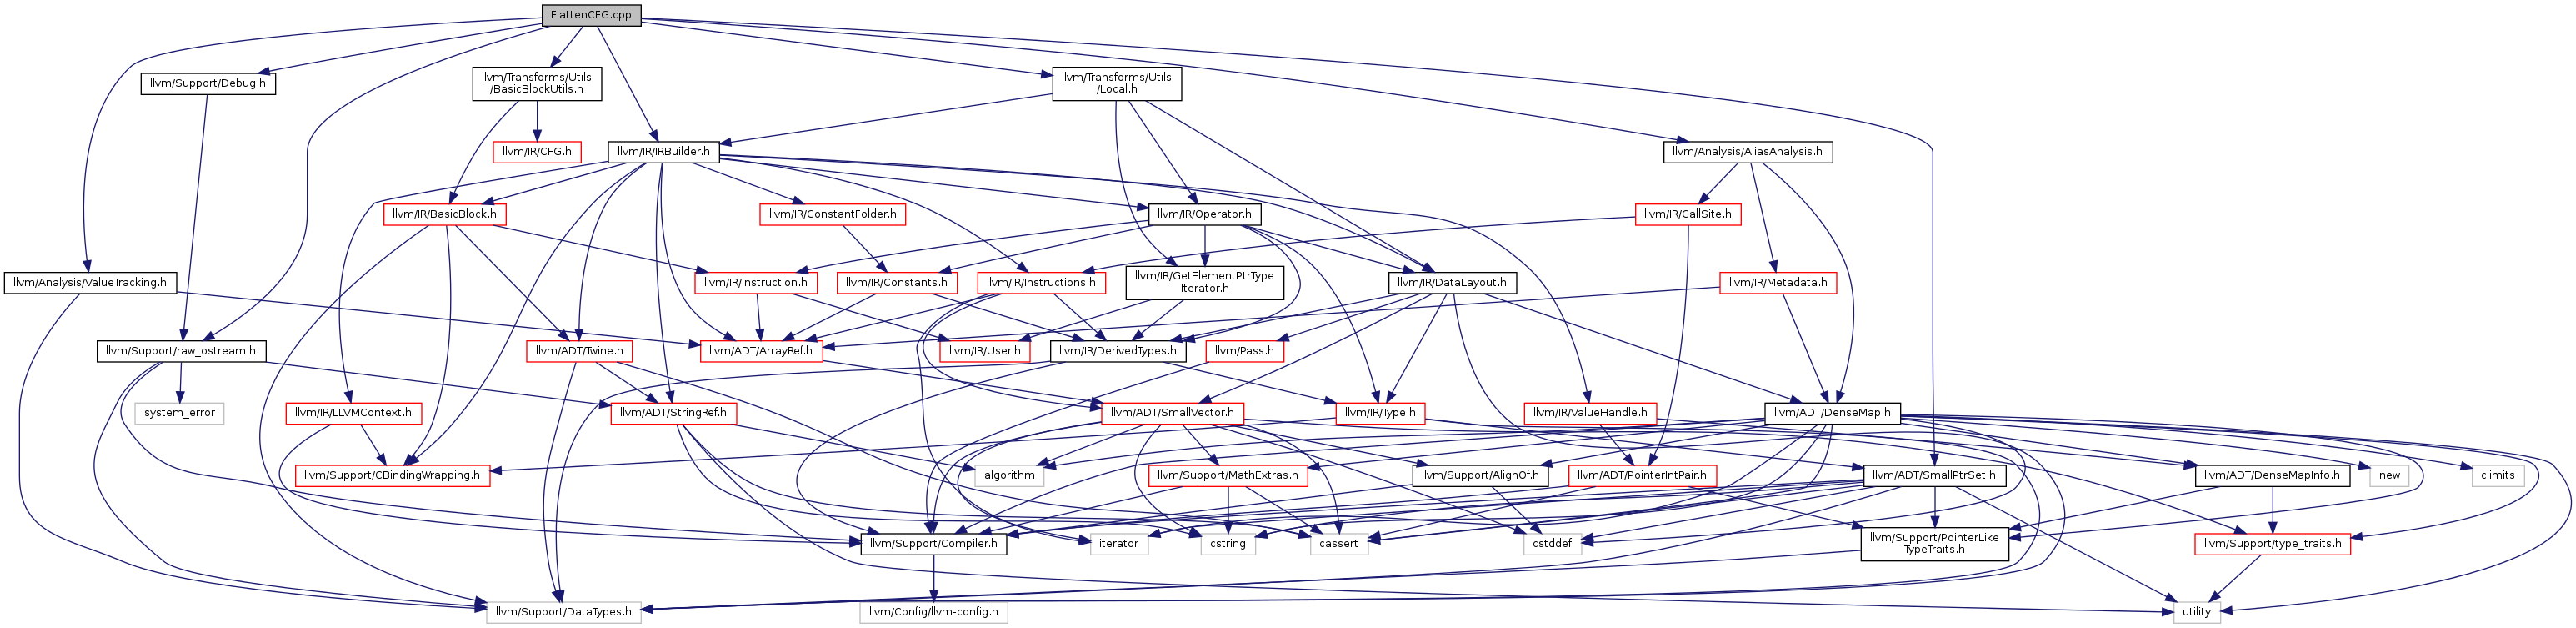 FlattenCFG.cpp
llvm/Support/Debug.h
llvm/Transforms/Utils
/BasicBlockUtils.h
llvm/Transforms/Utils
/Local.h
llvm/IR/CFG.h
llvm/IR/IRBuilder.h
llvm/Analysis/AliasAnalysis.h
llvm/IR/BasicBlock.h
llvm/IR/ConstantFolder.h
llvm/IR/Operator.h
llvm/IR/CallSite.h
llvm/Analysis/ValueTracking.h
llvm/IR/Instruction.h
llvm/IR/Constants.h
llvm/IR/Instructions.h
llvm/IR/GetElementPtrType
Iterator.h
llvm/IR/DataLayout.h
llvm/IR/Metadata.h
llvm/Support/raw_ostream.h
llvm/ADT/Twine.h
llvm/ADT/ArrayRef.h
llvm/IR/User.h
llvm/IR/DerivedTypes.h
llvm/Pass.h
system_error
llvm/IR/LLVMContext.h
llvm/ADT/StringRef.h
llvm/ADT/SmallVector.h
llvm/IR/Type.h
llvm/IR/ValueHandle.h
llvm/ADT/DenseMap.h
llvm/Support/CBindingWrapping.h
algorithm
llvm/Support/MathExtras.h
llvm/Support/AlignOf.h
llvm/ADT/PointerIntPair.h
llvm/ADT/SmallPtrSet.h
llvm/ADT/DenseMapInfo.h
new
climits
llvm/Support/Compiler.h
iterator
cstring
cassert
cstddef
llvm/Support/PointerLike
TypeTraits.h
llvm/Support/type_traits.h
llvm/Support/DataTypes.h
llvm/Config/llvm-config.h
utility